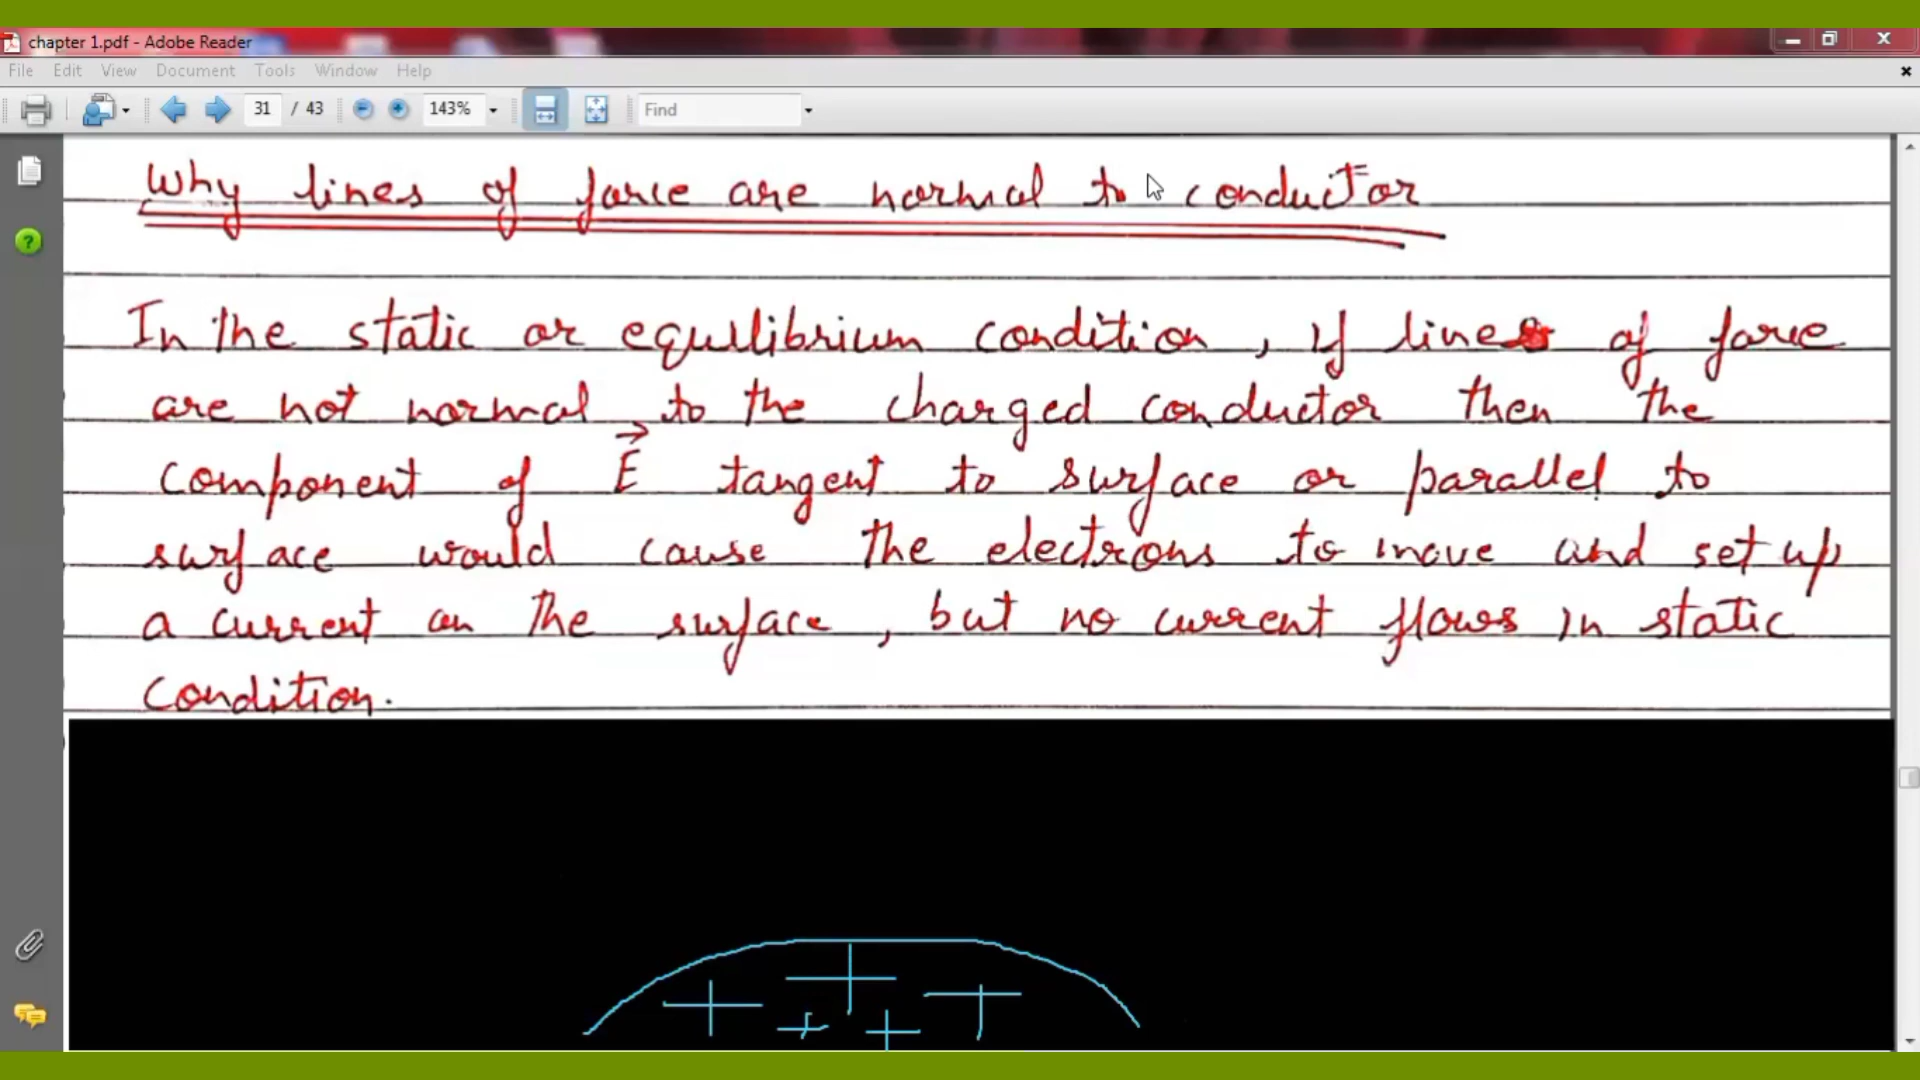 chapter 1.pdf - Adobe Reader
File Edit View Document Tools Window Help
31 / 43 143% Find
Why lines of force are normal to conductor
In the static or equilibrium condition, if lines of force
are not normal to the charged conductor then the
component of E⃗ tangent to surface or parallel to
surface would cause the electrons to move and set up
a current on the surface, but no current flows in static
condition.